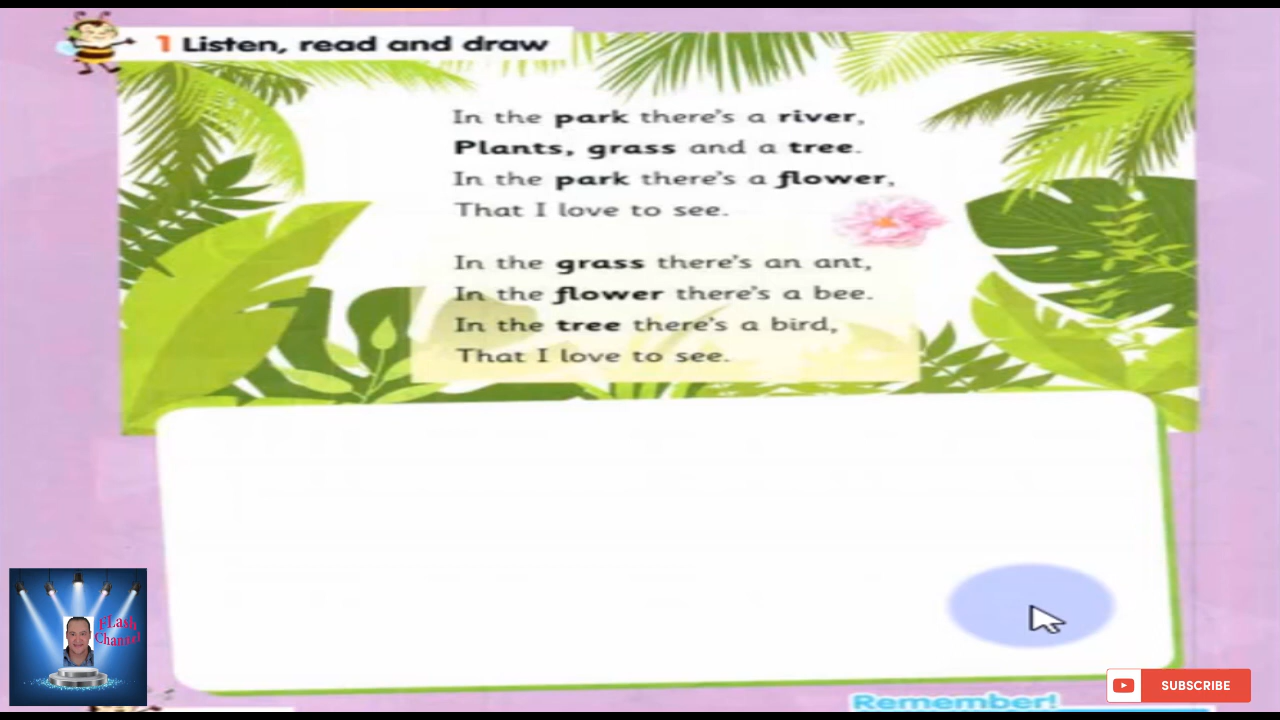 1 Listen, read and draw
In the park there's a river,
Plants, grass and a tree.
In the park there's a flower,
That I love to see.
In the grass there's an ant,
In the flower there's a bee.
In the tree there's a bird,
That I love to see.
FLash
Channel
Remember!
SUBSCRIBE